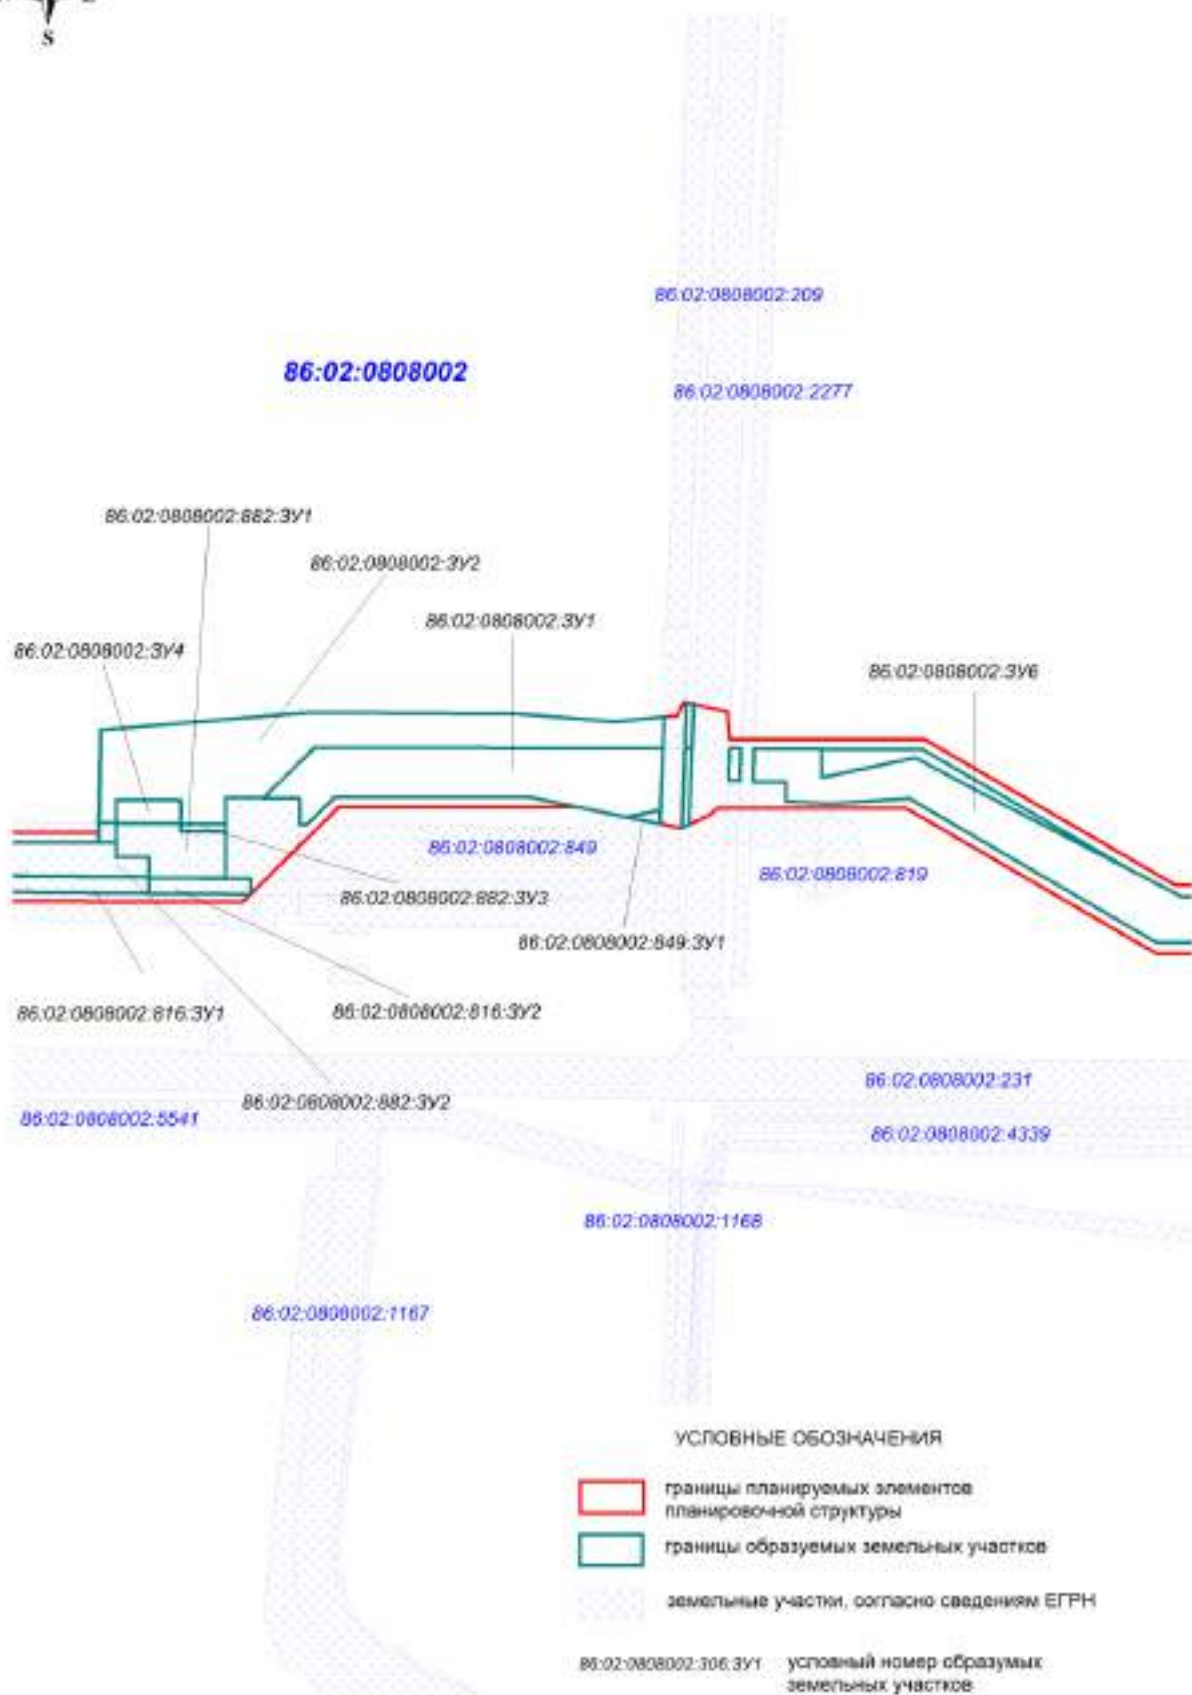 S
86:02:0808002:209
86:02:0808002
86:02:0808002:2277
86:02:0808002:882:ЗУ1
86:02:0808002:ЗУ2
86:02:0808002:ЗУ1
86:02:0808002:ЗУ4
86:02:0808002:ЗУ6
86:02:0808002:849
86:02:0808002:819
86:02:0808002:882:ЗУ3
86:02:0808002:849:ЗУ1
86:02:0808002:816:ЗУ1
86:02:0808002:816:ЗУ2
86:02:0808002:231
86:02:0808002:882:ЗУ2
86:02:0808002:5541
86:02:0808002:4339
86:02:0808002:1168
86:02:0808002:1167
УСЛОВНЫЕ ОБОЗНАЧЕНИЯ
границы планируемых элементов
планировочной структуры
границы образуемых земельных участков
земельные участки, согласно сведениям ЕГРН
86:02:0808002:306:ЗУ1 условный номер образумых
земельных участков